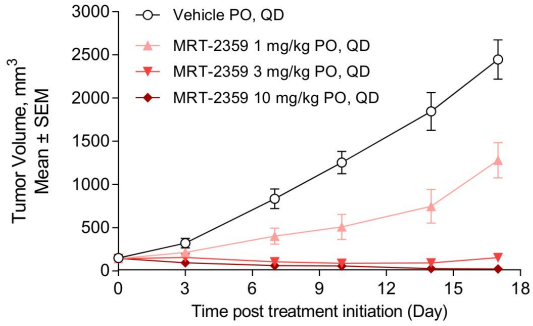 3000
2500
2000
1500
1000
500
0
Tumor Volume, mm³
Mean ± SEM
Vehicle PO, QD
MRT-2359 1 mg/kg PO, QD
MRT-2359 3 mg/kg PO, QD
MRT-2359 10 mg/kg PO, QD
0 3 6 9 12 15 18
Time post treatment initiation (Day)